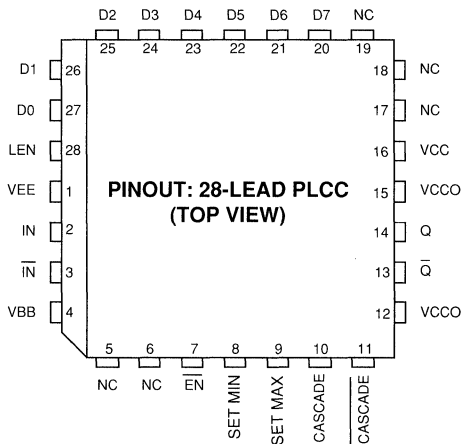 D2 D3 D4 D5 D6 D7 NC
25 24 23 22 21 20 19
D1 26 18 NC
D0 27 17 NC
LEN 28 16 VCC
VEE 1 PINOUT: 28-LEAD PLCC 15 VCCO
IN 2 (TOP VIEW) 14 Q
I̅N̅ 3 13 Q̅
VBB 4 12 VCCO
5 6 7 8 9 10 11
NC NC E̅N̅ SET MIN SET MAX CASCADE C̅A̅S̅C̅A̅D̅E̅